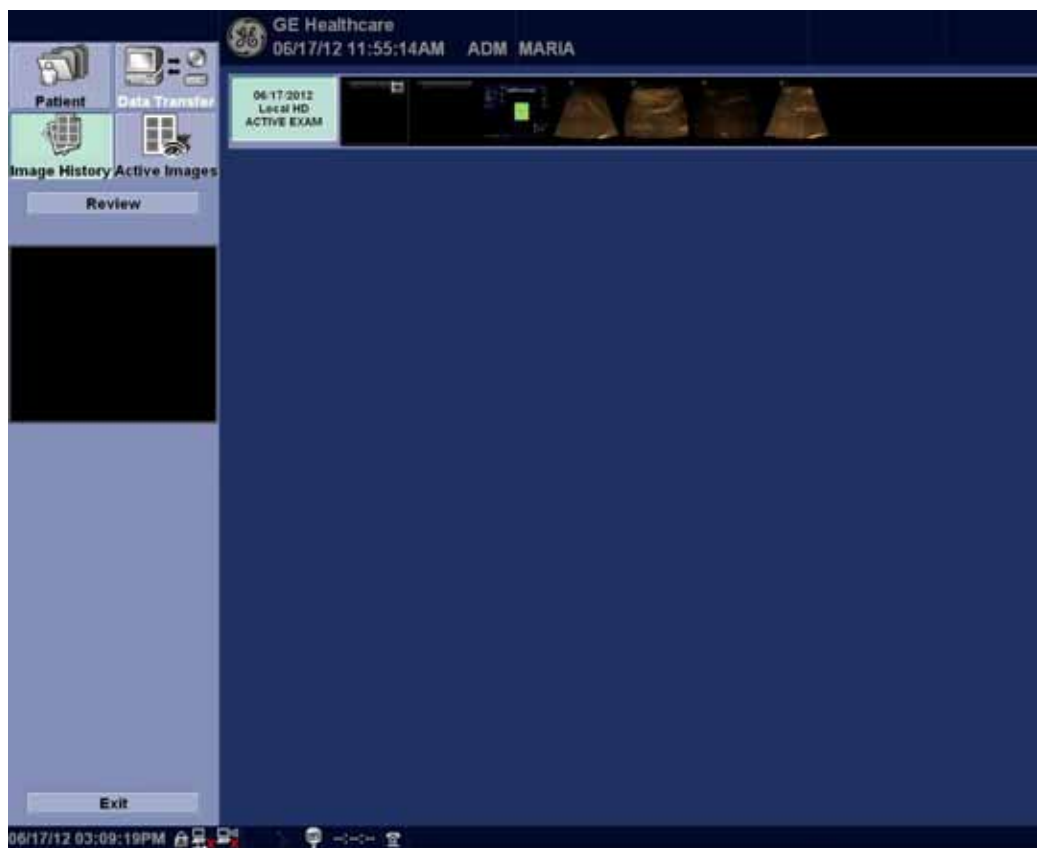 GE Healthcare
06/17/12 11:55:14AM ADM MARIA
Patient
Data Transfer
Image History
Active Images
Review
06/17/2012
Local HD
ACTIVE EXAM
Exit
06/17/12 03:09:19PM
--:--:--